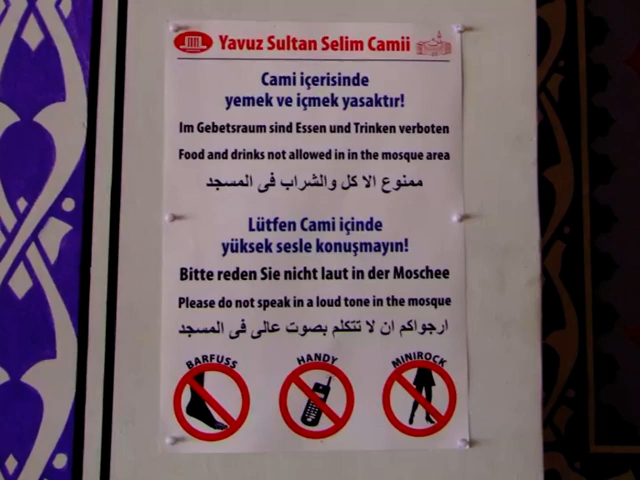 Yavuz Sultan Selim Camii
Cami içerisinde
yemek ve içmek yasaktır!
Im Gebetsraum sind Essen und Trinken verboten
Food and drinks not allowed in in the mosque area
ممنوع الا كل والشراب فى المسجد
Lütfen Cami içinde
yüksek sesle konuşmayın!
Bitte reden Sie nicht laut in der Moschee
Please do not speak in a loud tone in the mosque
ارجواكم ان لا تتكلم بصوت عالى فى المسجد
BARFUSS HANDY MINIROCK